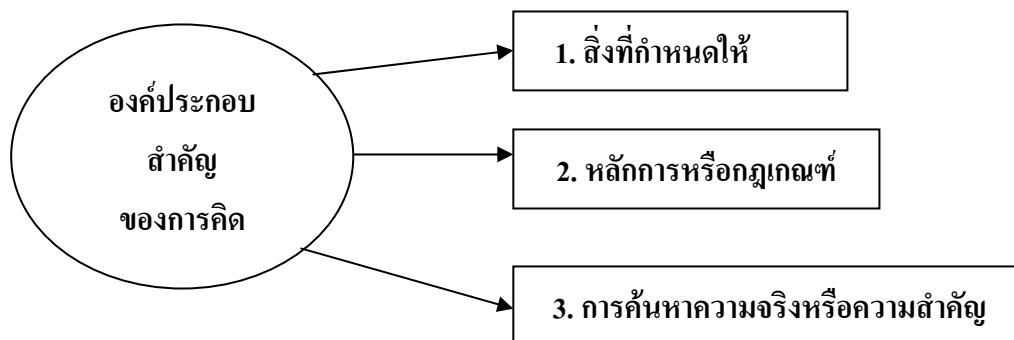 องค์ประกอบ
สำคัญ
ของการคิด
1. สิ่งที่กำหนดให้
2. หลักการหรือกฎเกณฑ์
3. การค้นหาความจริงหรือความสำคัญ